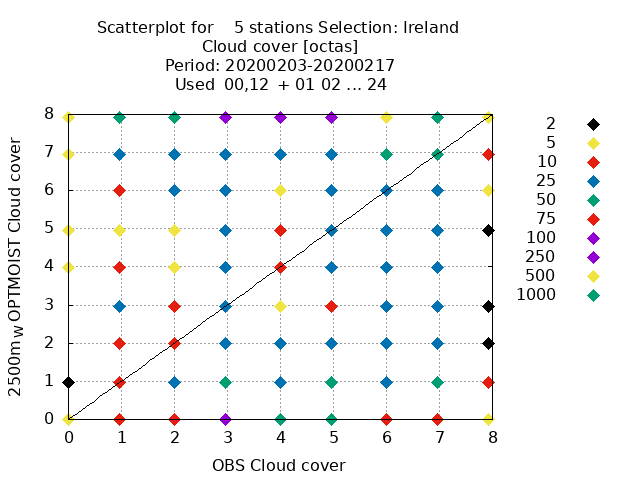 Scatterplot for    5 stations Selection: Ireland
Cloud cover [octas]
Period: 20200203-20200217
Used  00,12  + 01 02 ... 24
2500m_W OPTMOIST Cloud cover
8
7
6
5
4
3
2
1
0
0 1 2 3 4 5 6 7 8
OBS Cloud cover
2
5
10
25
50
75
100
250
500
1000